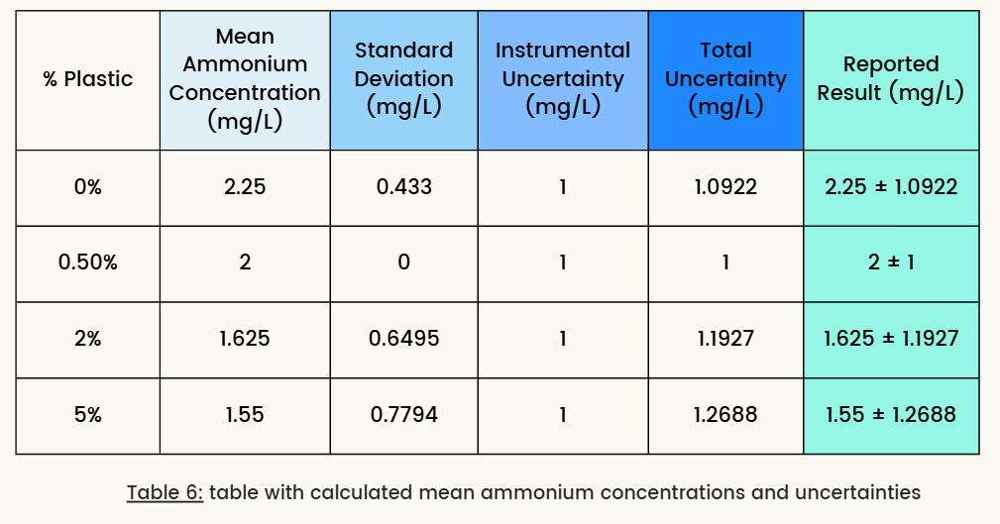 % Plastic
Mean
Ammonium
Concentration
(mg/L)
Standard
Deviation
(mg/L)
Instrumental
Uncertainty
(mg/L)
Total
Uncertainty
(mg/L)
Reported
Result (mg/L)
0% 2.25 0.433 1 1.0922 2.25 ± 1.0922
0.50% 2 0 1 1 2 ± 1
2% 1.625 0.6495 1 1.1927 1.625 ± 1.1927
5% 1.55 0.7794 1 1.2688 1.55 ± 1.2688
Table 6: table with calculated mean ammonium concentrations and uncertainties